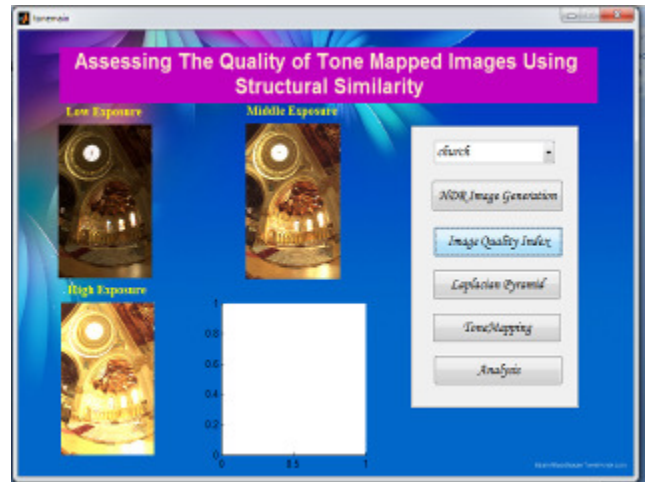 tonemain
Assessing The Quality of Tone Mapped Images Using
Structural Similarity
Low Exposure
Middle Exposure
church
HDR Image Generation
Image Quality Index
Laplacian Pyramid
ToneMapping
Analysis
High Exposure
1
0.8
0.6
0.4
0.2
0
0
0.5
1